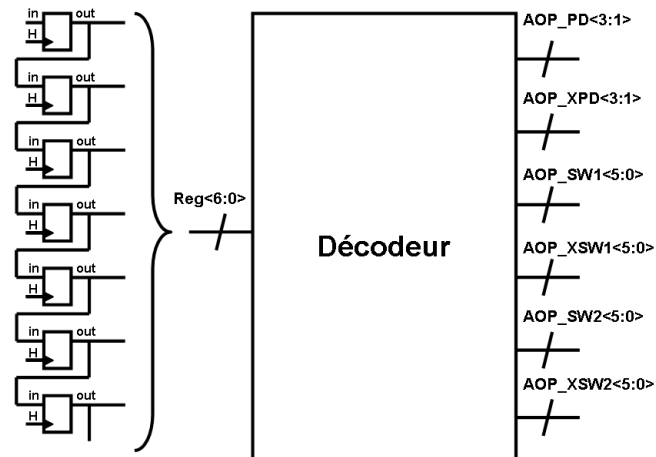 in out
H
in out
H
in out
H
in out
H
in out
H
in out
H
in out
H
Reg<6:0>
Décodeur
AOP_PD<3:1>
AOP_XPD<3:1>
AOP_SW1<5:0>
AOP_XSW1<5:0>
AOP_SW2<5:0>
AOP_XSW2<5:0>